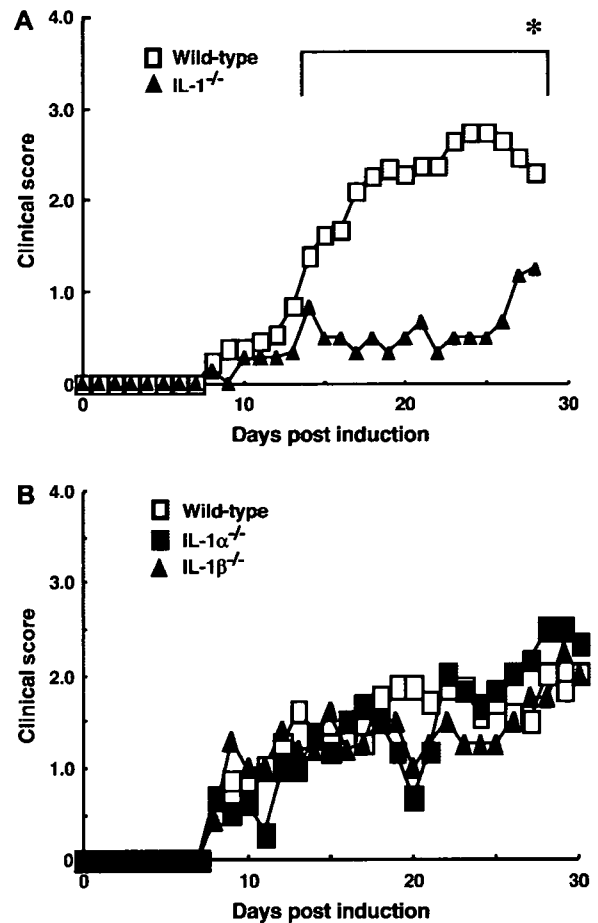 A
4.0
*
Wild-type
IL-1-/-
3.0
Clinical score
2.0
1.0
0
0 10 20 30
Days post induction
B
4.0
Wild-type
IL-1α-/-
IL-1β-/-
3.0
Clinical score
2.0
1.0
0
0 10 20 30
Days post induction